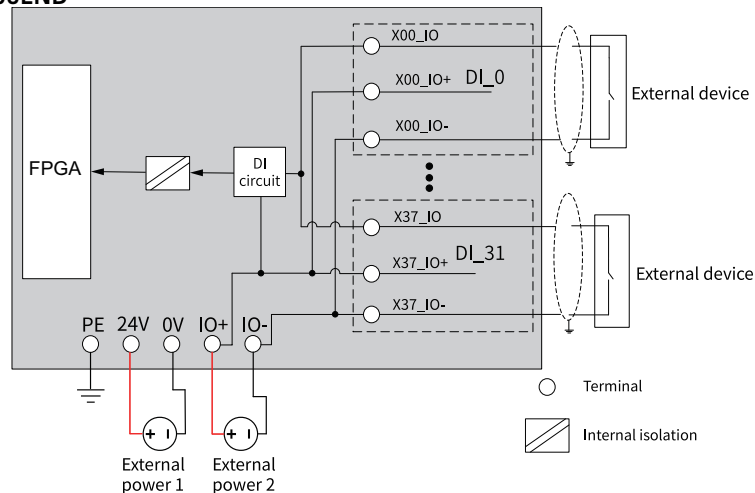 X00_IO
X00_IO+
DI_0
X00_IO-
External device
FPGA
DI
circuit
X37_IO
X37_IO+
DI_31
X37_IO-
External device
PE
24V
0V
IO+
IO-
Terminal
Internal isolation
External
power 1
External
power 2